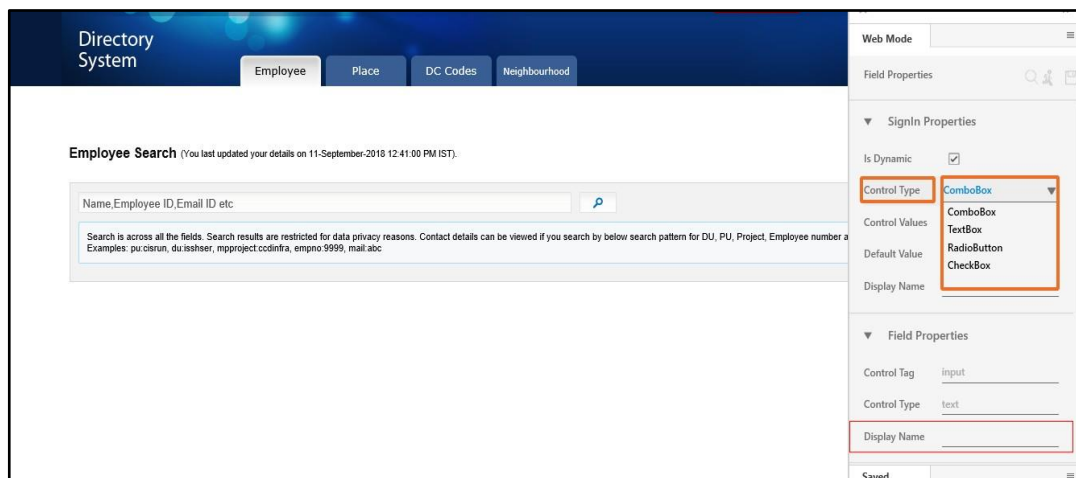 Directory
System
Employee
Place
DC Codes
Neighbourhood
Employee Search (You last updated your details on 11-September-2018 12:41:00 PM IST).
Name,Employee ID,Email ID etc
Search is across all the fields. Search results are restricted for data privacy reasons. Contact details can be viewed if you search by below search pattern for DU, PU, Project, Employee number a
Examples: pu:cisrun, du:isshser, mpproject:ccdinfra, empno:9999, mail:abc
Web Mode
Field Properties
SignIn Properties
Is Dynamic
Control Type ComboBox
Control Values
Default Value
Display Name
ComboBox
TextBox
RadioButton
CheckBox
Field Properties
Control Tag input
Control Type text
Display Name
Saved